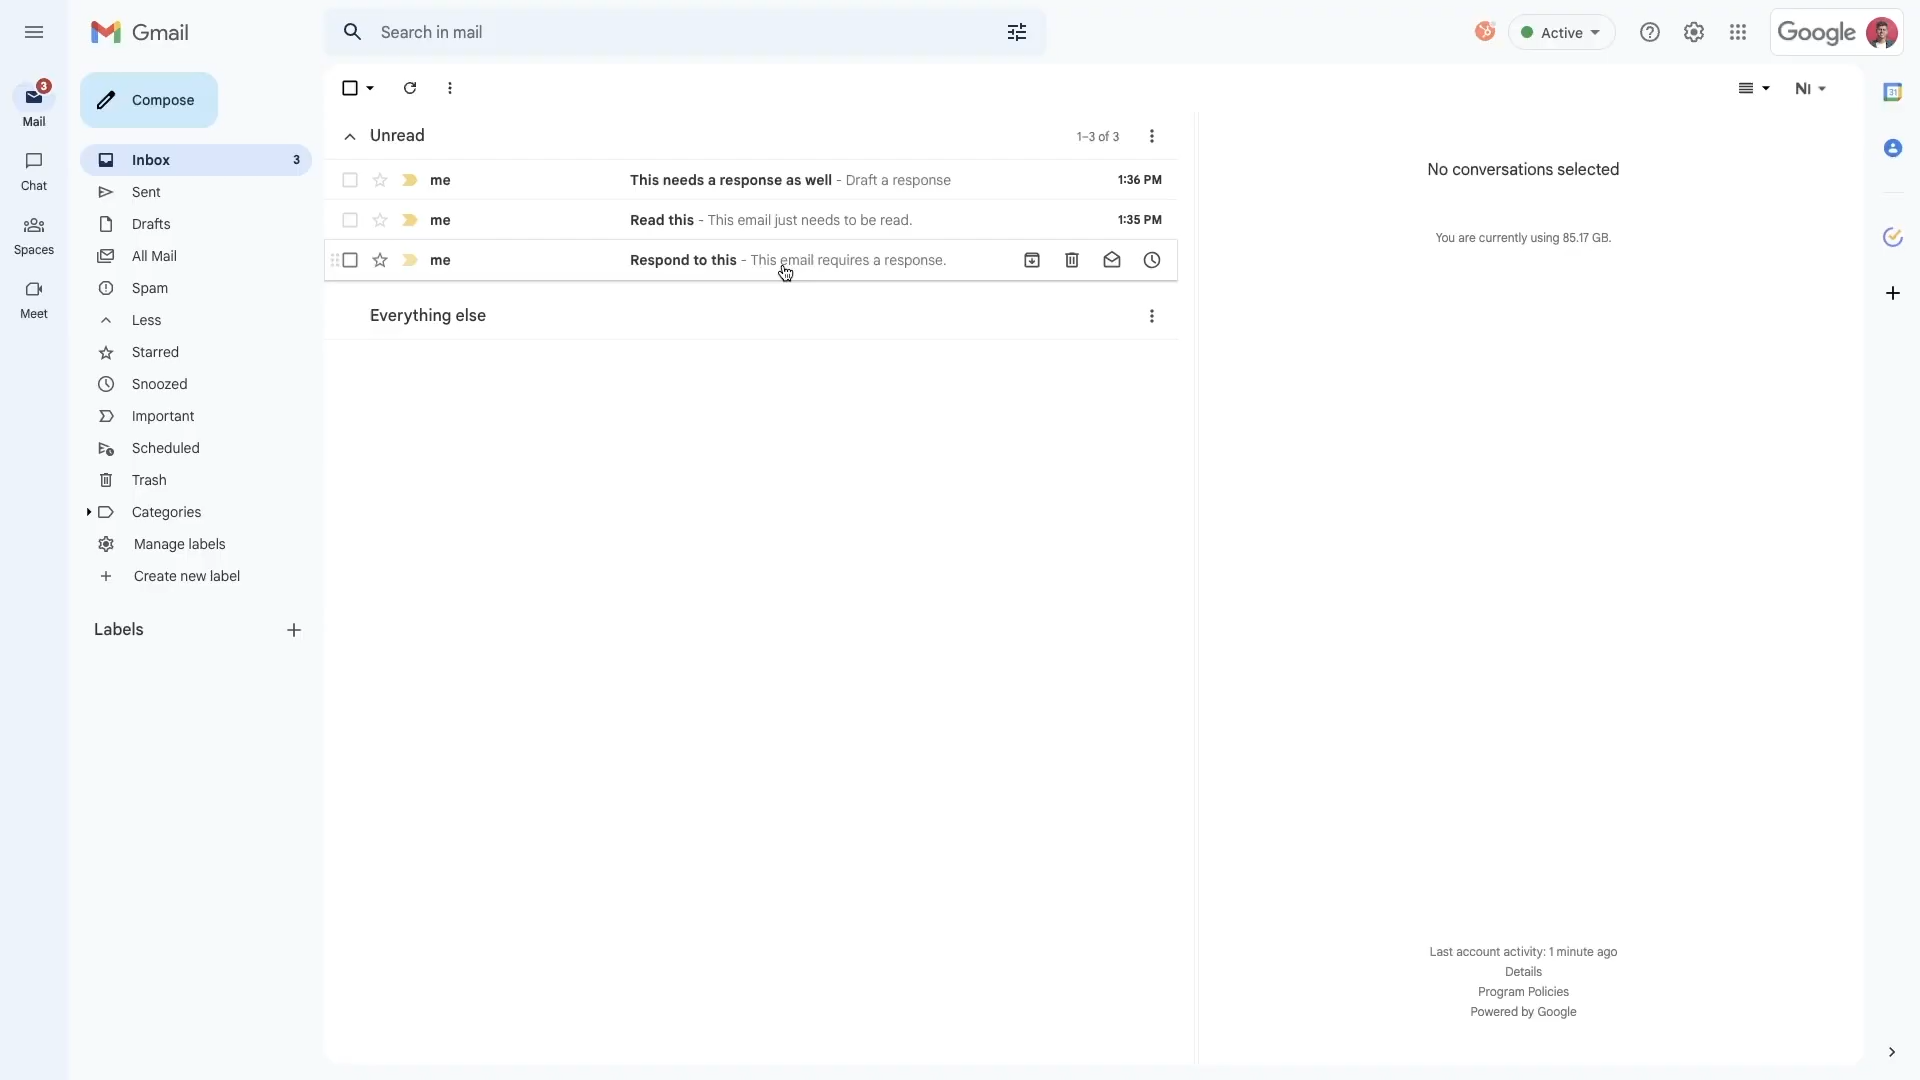 Gmail
Search in mail
Active
Google
3
Mail
Chat
Spaces
Meet
Compose
Inbox 3
Sent
Drafts
All Mail
Spam
Less
Starred
Snoozed
Important
Scheduled
Trash
Categories
Manage labels
Create new label
Labels
Unread 1–3 of 3
me This needs a response as well - Draft a response 1:36 PM
me Read this - This email just needs to be read. 1:35 PM
me Respond to this - This email requires a response.
Everything else
No conversations selected
You are currently using 85.17 GB.
Last account activity: 1 minute ago
Details
Program Policies
Powered by Google
31